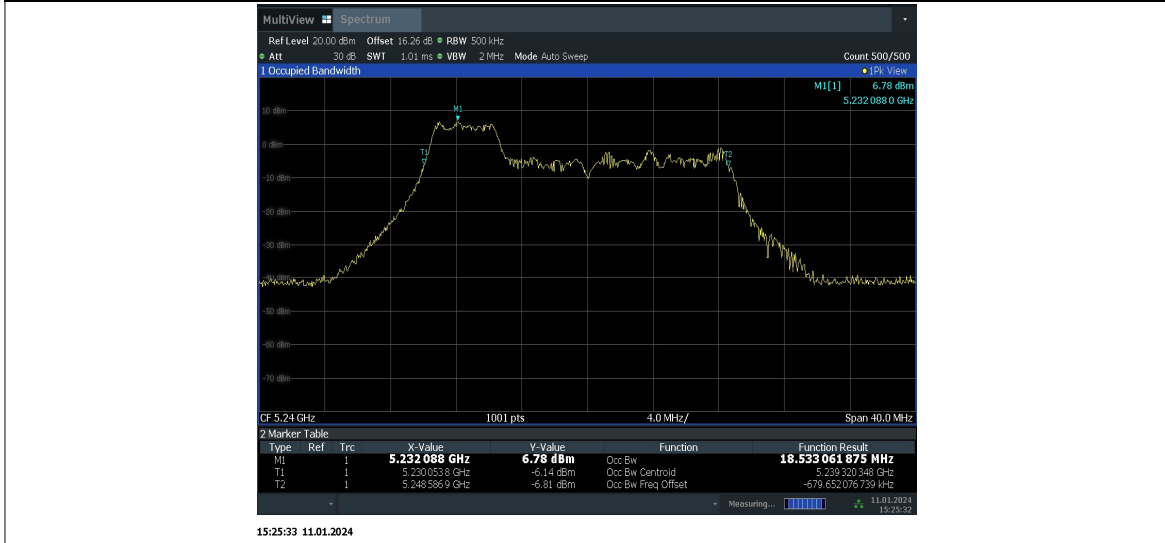 MultiView Spectrum
Ref Level 20.00 dBm Offset 16.26 dB RBW 500 kHz
Att 30 dB SWT 1.01 ms VBW 2 MHz Mode Auto Sweep Count 500/500
1 Occupied Bandwidth 1Pk View
M1[1] 6.78 dBm
5.232 088 0 GHz
M1
10 dBm
0 dBm
T1
T2
-10 dBm
-20 dBm
-30 dBm
-50 dBm
-60 dBm
-70 dBm
CF 5.24 GHz 1001 pts 4.0 MHz/ Span 40.0 MHz
2 Marker Table
Type Ref Trc X-Value Y-Value Function Function Result
M1 1 5.232 088 GHz 6.78 dBm Occ Bw 18.533 061 875 MHz
T1 1 5.230 053 8 GHz -6.14 dBm Occ Bw Centroid 5.239 320 348 GHz
T2 1 5.248 586 9 GHz -6.81 dBm Occ Bw Freq Offset -679.652 076 739 kHz
Measuring... 11.01.2024
15:25:32
15:25:33 11.01.2024